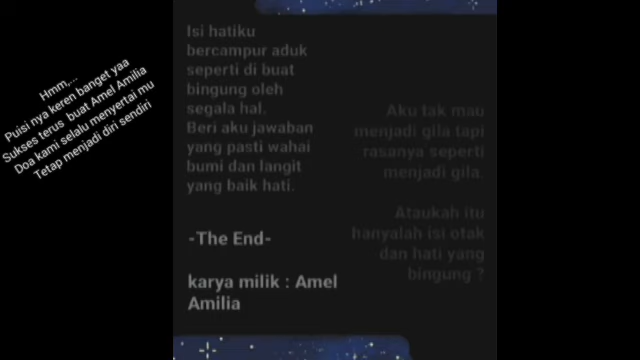 Hmm,...
Puisi nya keren banget yaa
Sukses terus buat Amel Amilia
Doa kami selalu menyertai mu
Tetap menjadi diri sendiri
Isi hatiku
bercampur aduk
seperti di buat
bingung oleh
segala hal.
Beri aku jawaban
yang pasti wahai
bumi dan langit
yang baik hati.
-The End-
karya milik : Amel
Amilia
Aku tak mau
menjadi gila tapi
rasanya seperti
menjadi gila.
Ataukah itu
hanyalah isi otak
dan hati yang
bingung ?